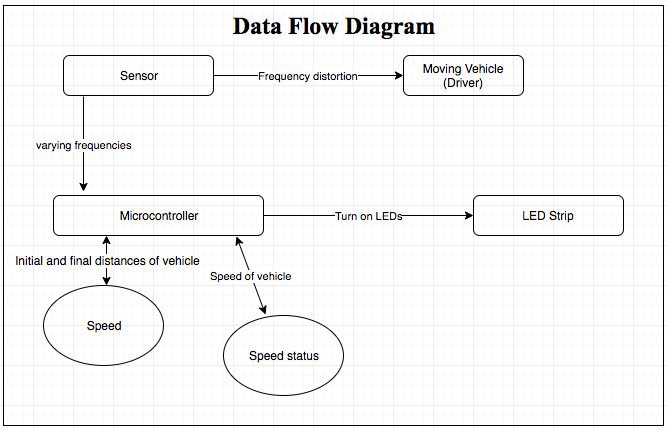 Data Flow Diagram
Sensor
Frequency distortion
Moving Vehicle
(Driver)
varying frequencies
Microcontroller
Turn on LEDs
LED Strip
Initial and final distances of vehicle
Speed of vehicle
Speed
Speed status